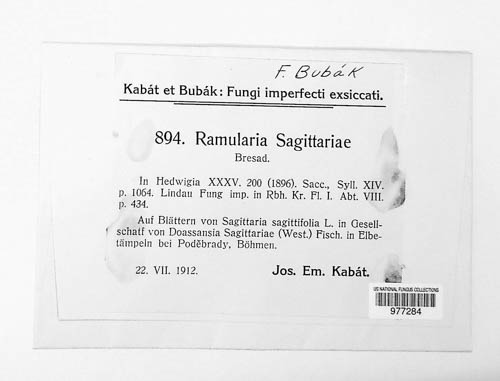 F. Bubák
Kabát et Bubák: Fungi imperfecti exsiccati.
894. Ramularia Sagittariae
Bresad.
In Hedwigia XXXV. 200 (1896). Sacc., Syll. XIV.
p. 1064. Lindau Fung imp. in Rbh. Kr. Fl. I. Abt. VIII.
p. 434.
Auf Blättern von Sagittaria sagittifolia L. in Gesell-
schatf von Doassansia Sagittariae (West.) Fisch. in Elbe-
tämpeln bei Poděbrady, Böhmen.
22. VII. 1912.
Jos. Em. Kabát.
US NATIONAL FUNGUS COLLECTIONS
977284